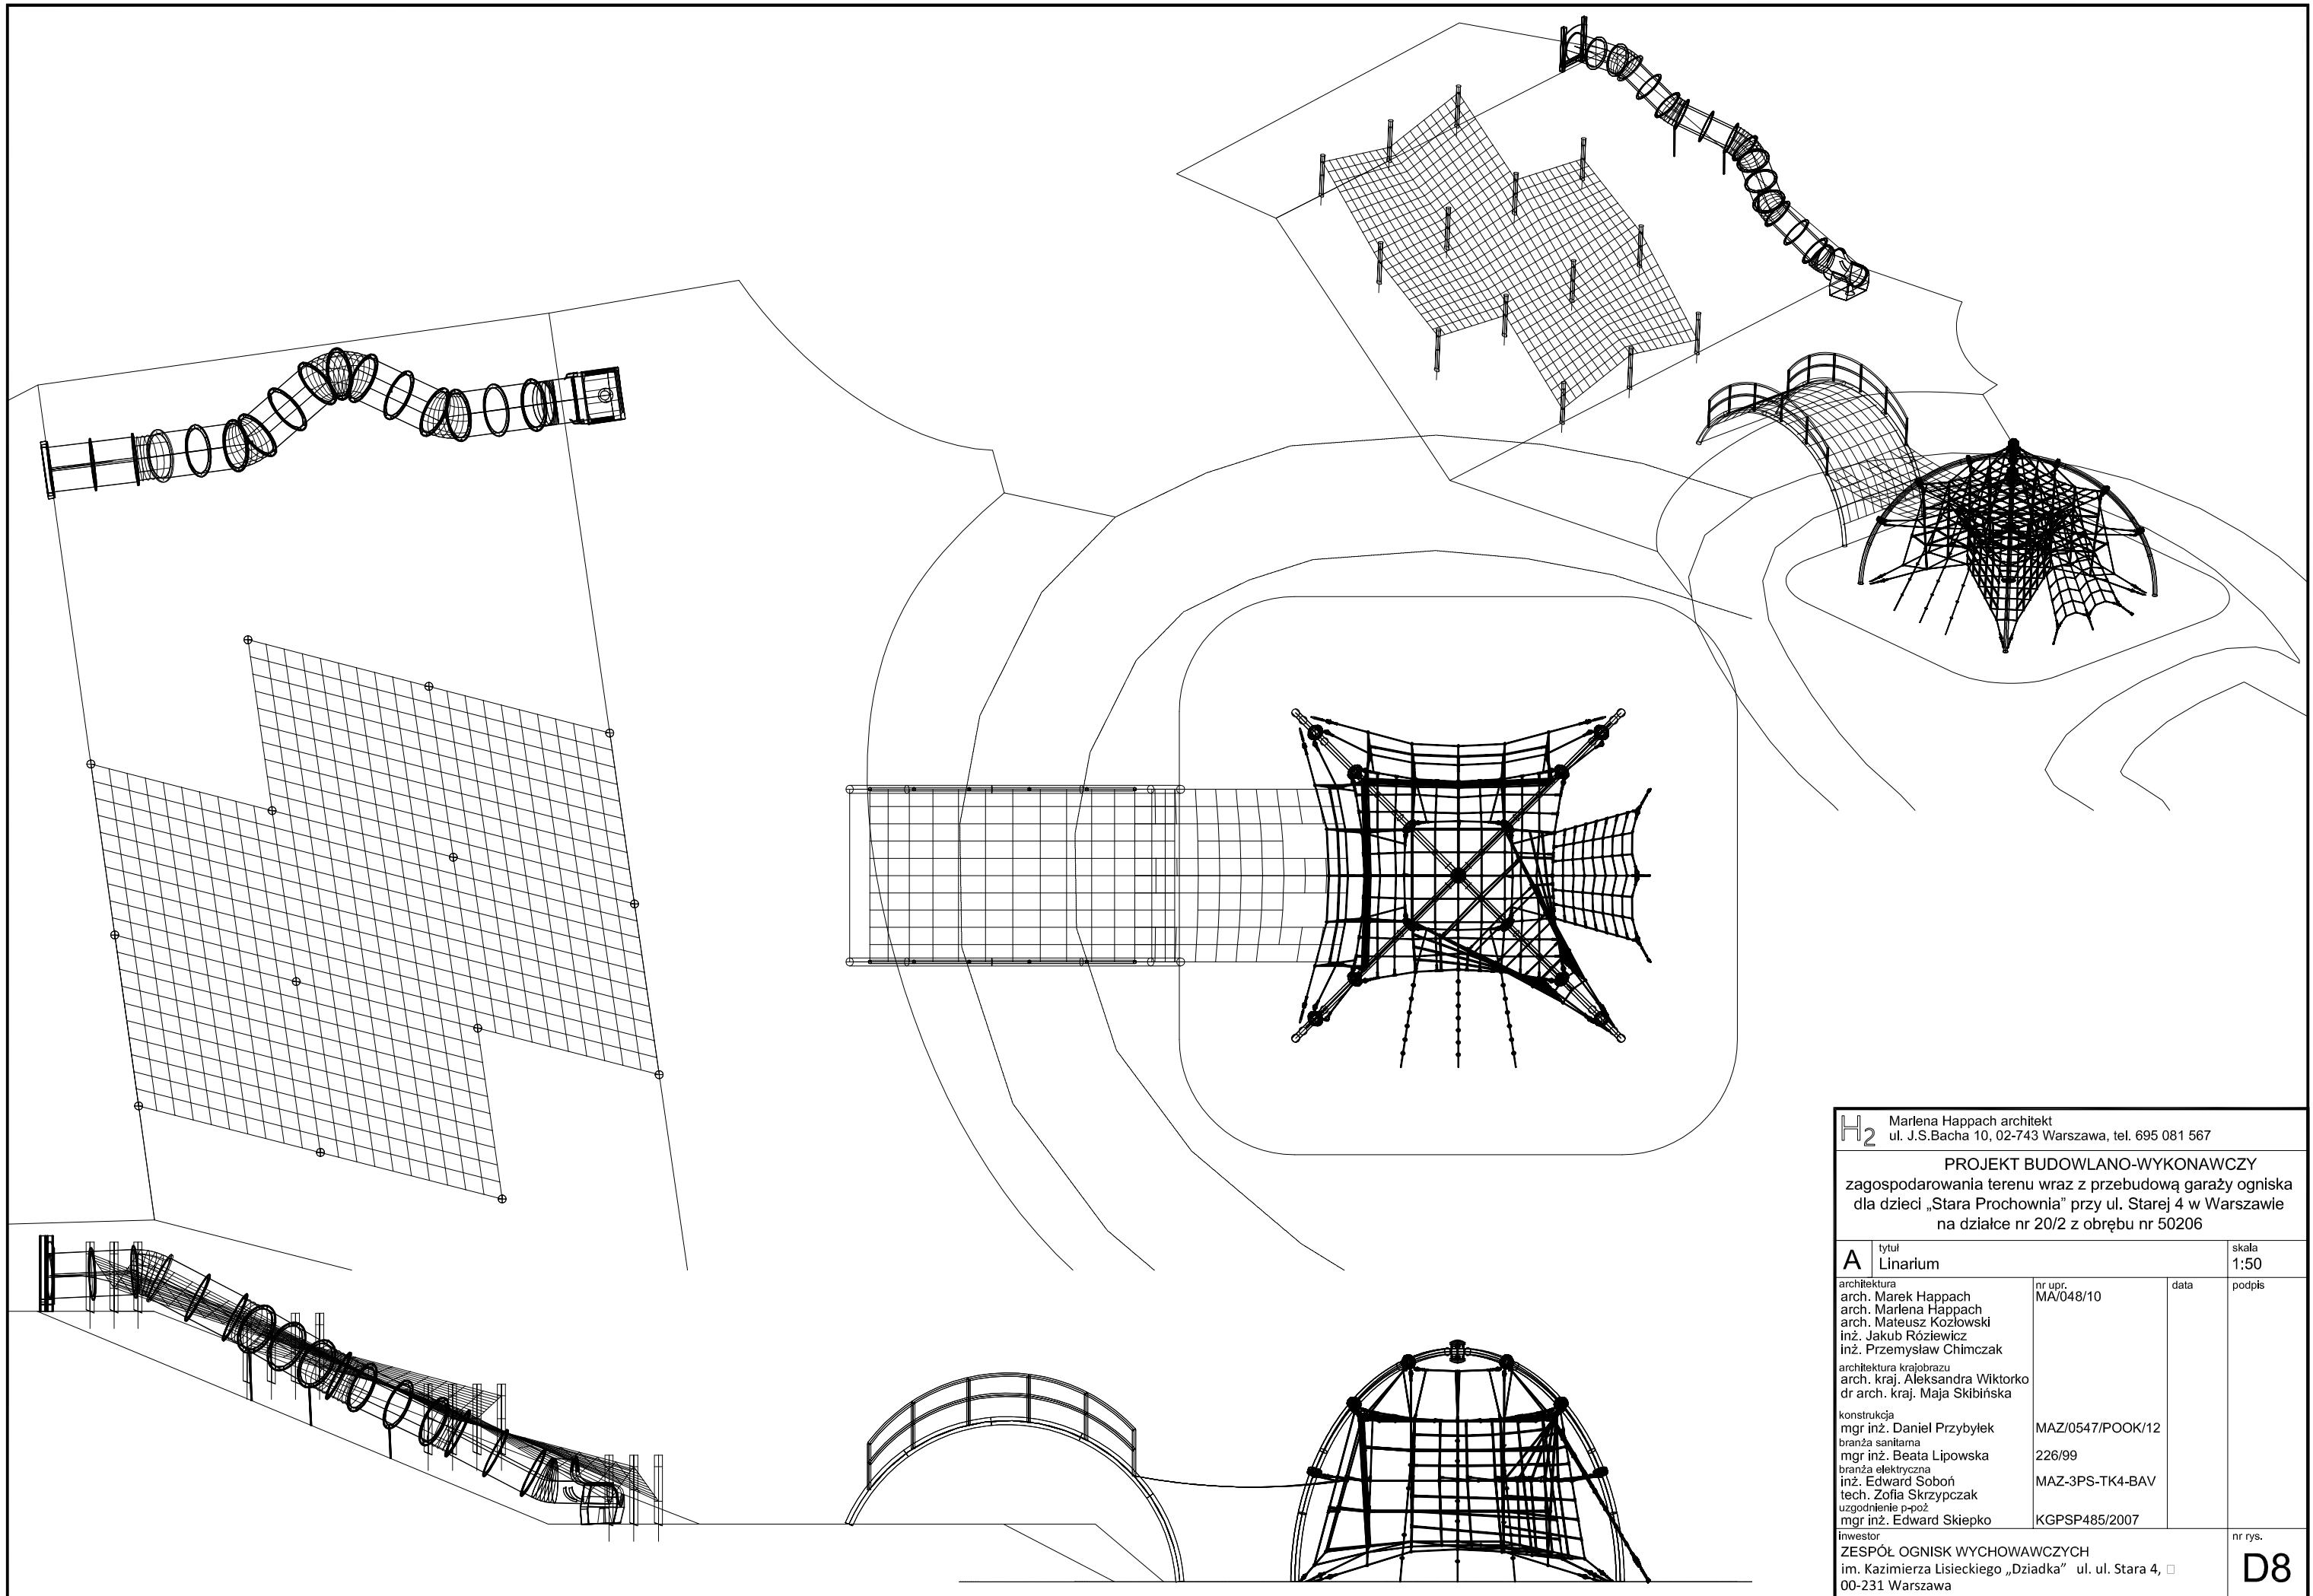 H2
Marlena Happach architekt
ul. J.S.Bacha 10, 02-743 Warszawa, tel. 695 081 567
PROJEKT BUDOWLANO-WYKONAWCZY
zagospodarowania terenu wraz z przebudową garaży ogniska
dla dzieci „Stara Prochownia” przy ul. Starej 4 w Warszawie
na działce nr 20/2 z obrębu nr 50206
A
tytuł
Linarium
skala
1:50
architektura
nr upr.
data
podpis
arch. Marek Happach MA/048/10
arch. Marlena Happach
arch. Mateusz Kozłowski
inż. Jakub Róziewicz
inż. Przemysław Chimczak
architektura krajobrazu
arch. kraj. Aleksandra Wiktorko
dr arch. kraj. Maja Skibińska
konstrukcja
mgr inż. Daniel Przybyłek MAZ/0547/POOK/12
branża sanitarna
mgr inż. Beata Lipowska 226/99
branża elektryczna
inż. Edward Soboń MAZ-3PS-TK4-BAV
tech. Zofia Skrzypczak
uzgodnienie p-poż
mgr inż. Edward Skiepko KGPSP485/2007
inwestor
ZESPÓŁ OGNISK WYCHOWAWCZYCH
im. Kazimierza Lisieckiego „Dziadka” ul. ul. Stara 4,
00-231 Warszawa
nr rys.
D8